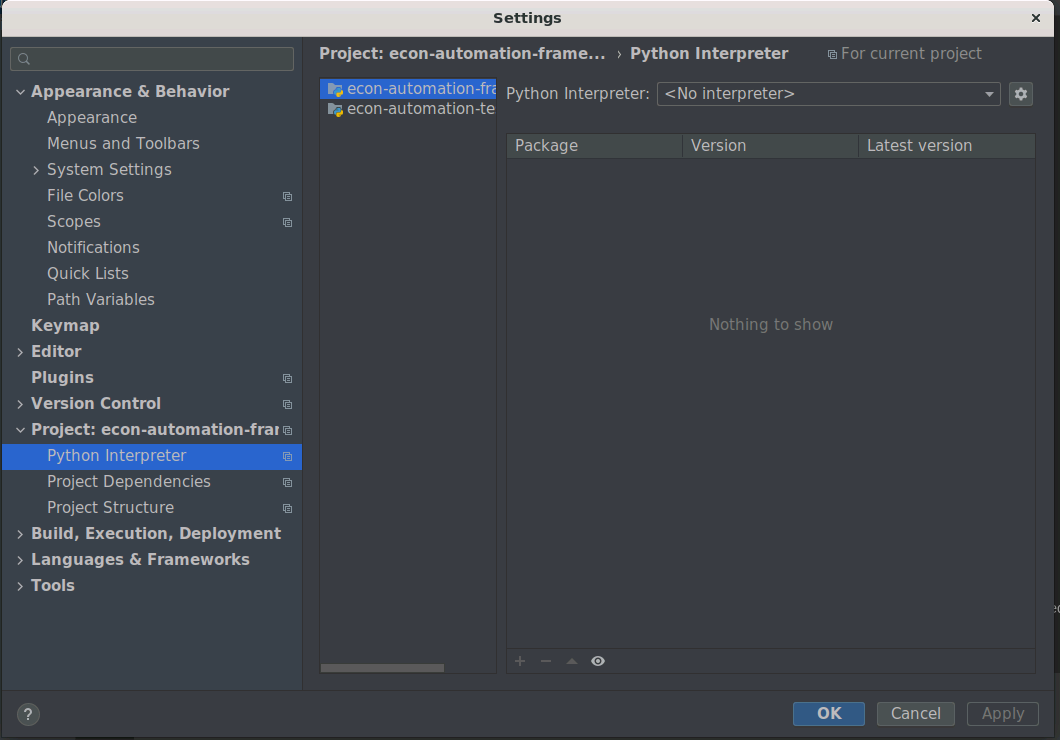 Settings
Project: econ-automation-frame... › Python Interpreter
For current project
Appearance & Behavior
Appearance
Menus and Toolbars
System Settings
File Colors
Scopes
Notifications
Quick Lists
Path Variables
Keymap
Editor
Plugins
Version Control
Project: econ-automation-frar
Python Interpreter
Project Dependencies
Project Structure
Build, Execution, Deployment
Languages & Frameworks
Tools
econ-automation-fra
econ-automation-te
Python Interpreter: <No interpreter>
Package Version Latest version
Nothing to show
?
OK Cancel Apply